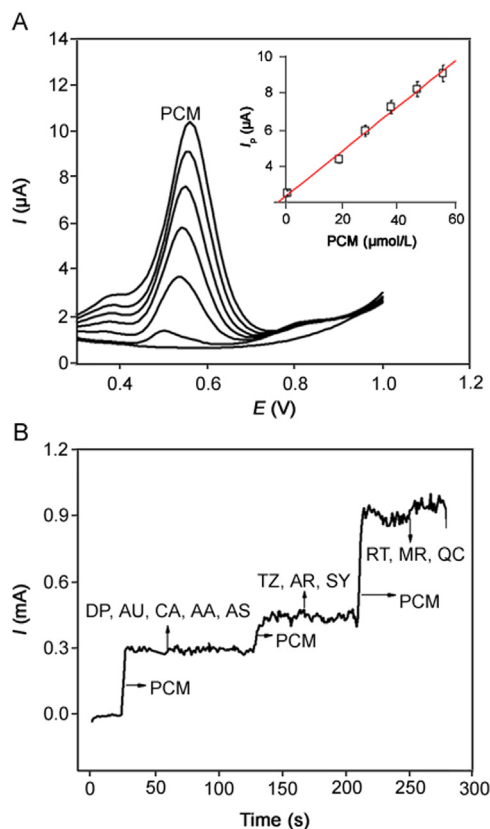 A
14
12
10
8
6
4
2
0
I (μA)
PCM
10
8
6
4
2
Iₚ (μA)
0
20
40
60
PCM (μmol/L)
0.4
0.6
0.8
1.0
1.2
E (V)
B
1.2
0.9
0.6
0.3
0.0
I (mA)
DP, AU, CA, AA, AS
TZ, AR, SY
RT, MR, QC
PCM
PCM
PCM
0
50
100
150
200
250
300
Time (s)